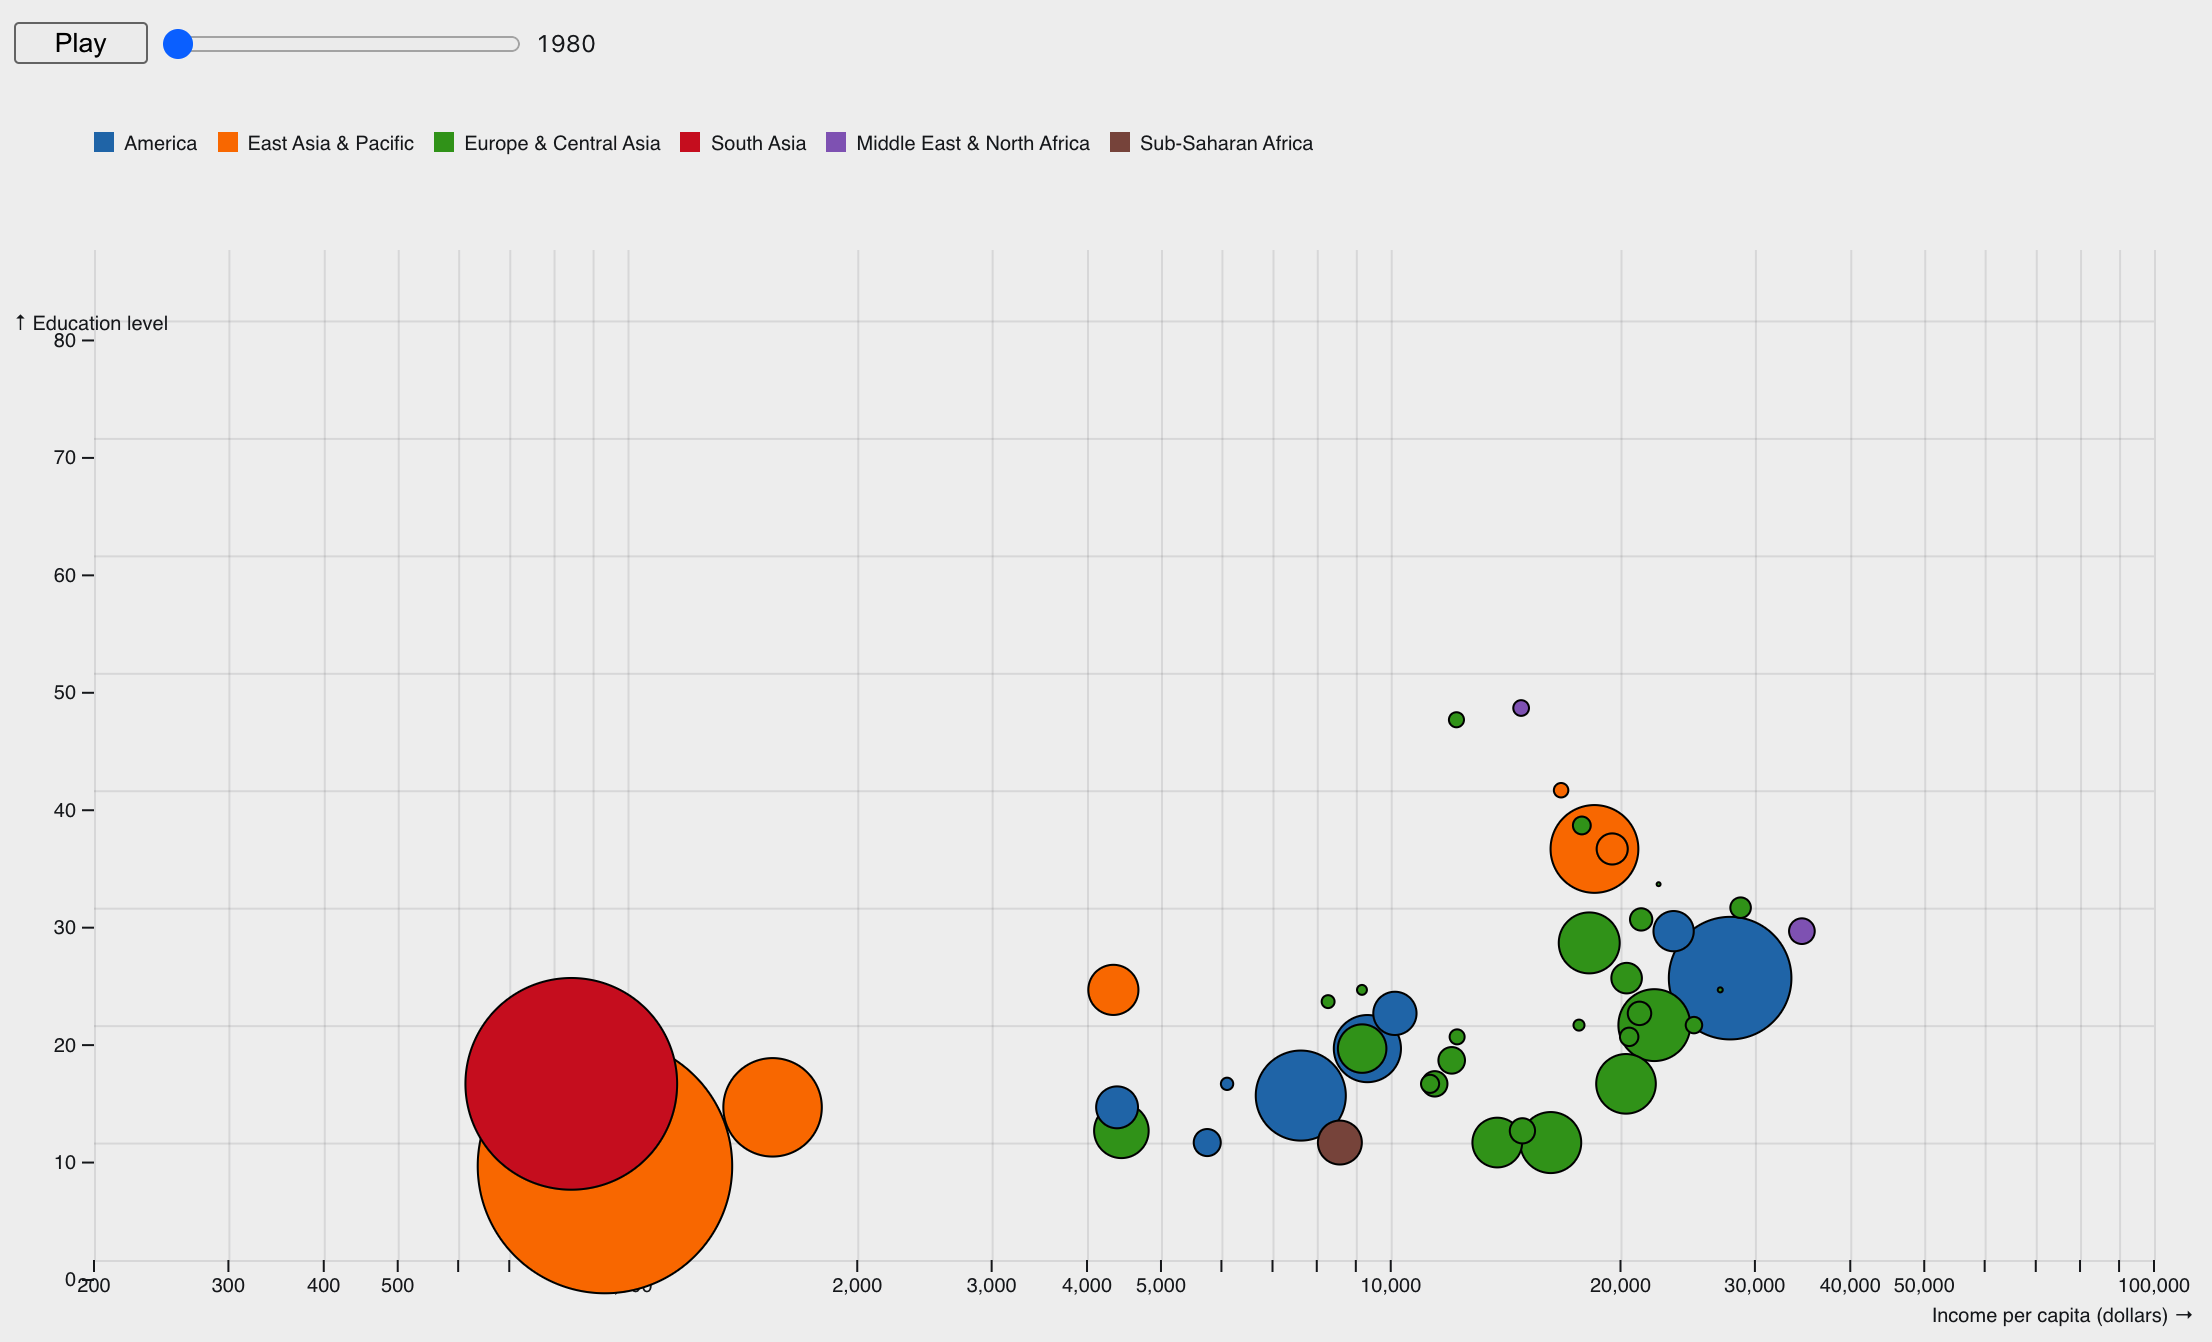 Play 1980
America East Asia & Pacific Europe & Central Asia South Asia Middle East & North Africa Sub-Saharan Africa
↑ Education level
80
70
60
50
40
30
20
10
0
200 300 400 500 2,000 3,000 4,000 5,000 10,000 20,000 30,000 40,000 50,000 100,000
Income per capita (dollars) →